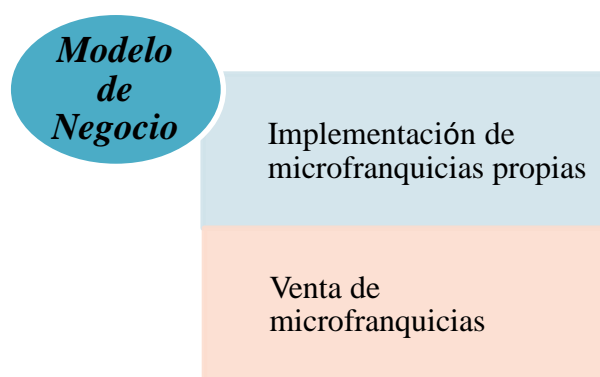 Modelo
de
Negocio
Implementación de
microfranquicias propias
Venta de
microfranquicias